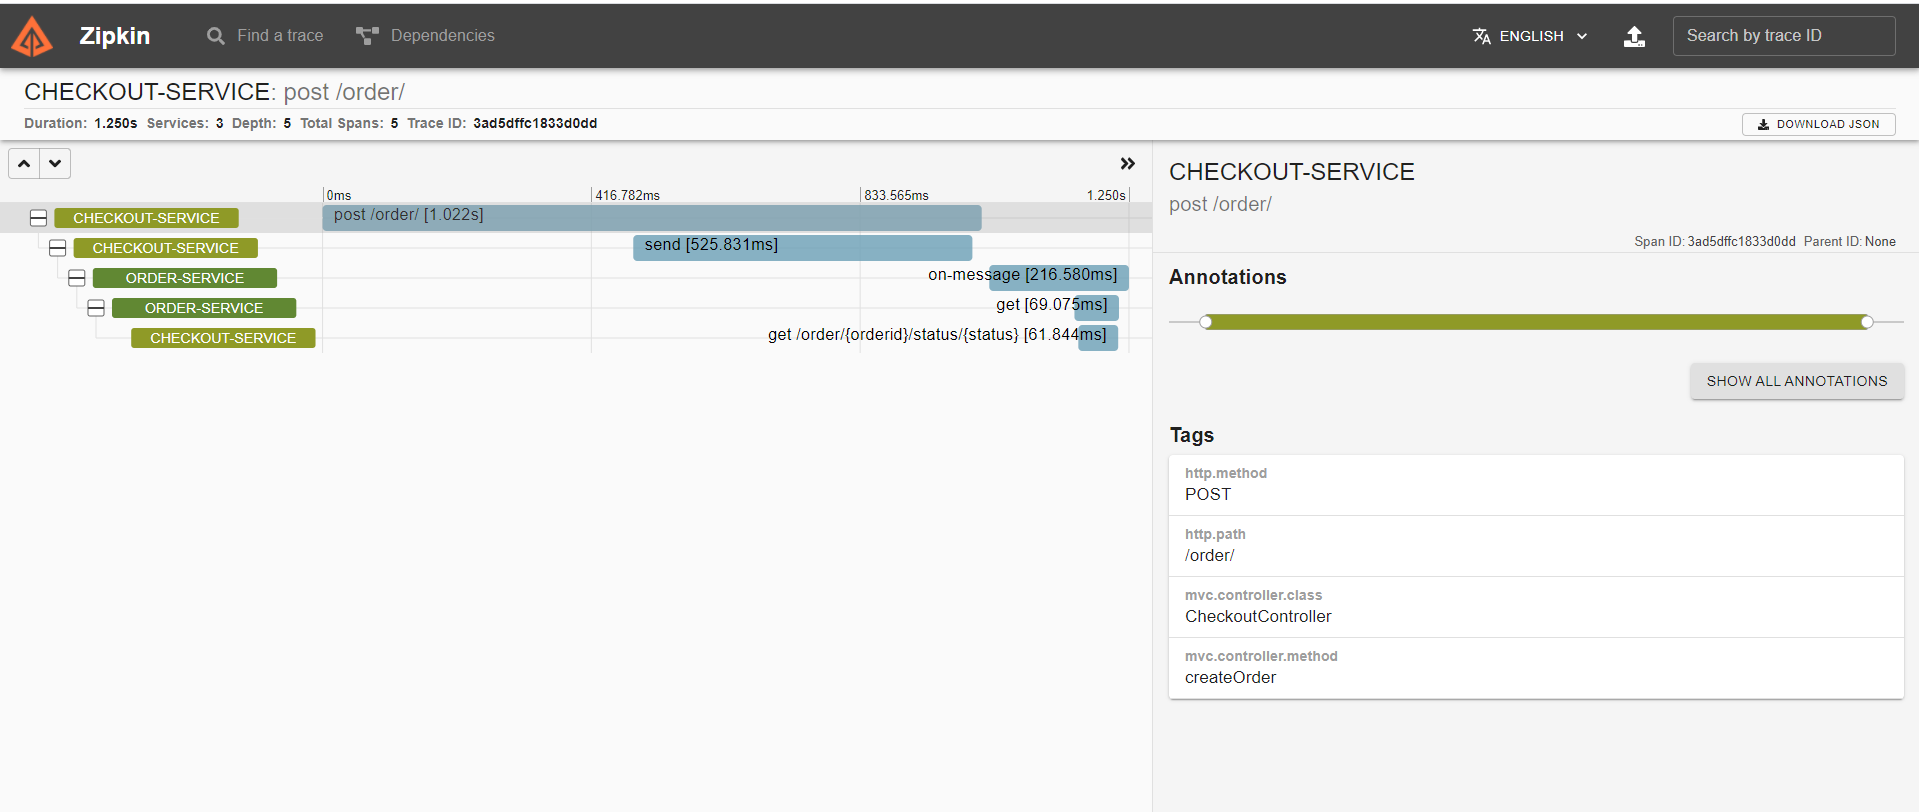 Zipkin Find a trace Dependencies ENGLISH Search by trace ID
CHECKOUT-SERVICE: post /order/
Duration: 1.250s Services: 3 Depth: 5 Total Spans: 5 Trace ID: 3ad5dffc1833d0dd DOWNLOAD JSON
0ms 416.782ms 833.565ms 1.250s
CHECKOUT-SERVICE post /order/ [1.022s]
CHECKOUT-SERVICE send [525.831ms]
ORDER-SERVICE on-message [216.580ms]
ORDER-SERVICE get [69.075ms]
CHECKOUT-SERVICE get /order/{orderid}/status/{status} [61.844ms]
CHECKOUT-SERVICE
post /order/
Span ID: 3ad5dffc1833d0dd Parent ID: None
Annotations
SHOW ALL ANNOTATIONS
Tags
http.method
POST
http.path
/order/
mvc.controller.class
CheckoutController
mvc.controller.method
createOrder